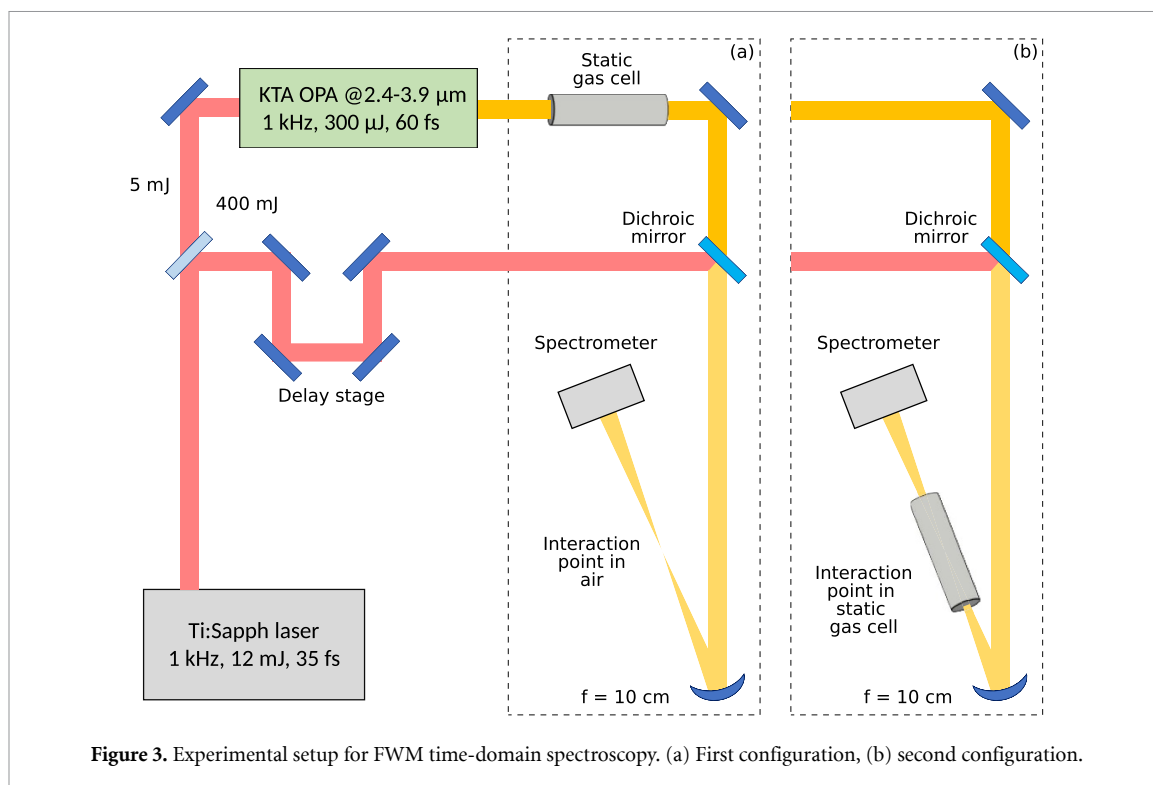 (a)
(b)
Static
gas cell
KTA OPA @2.4-3.9 μm
1 kHz, 300 μJ, 60 fs
5 mJ
400 mJ
Dichroic
mirror
Dichroic
mirror
Delay stage
Spectrometer
Spectrometer
Interaction
point in
air
Interaction
point in
static
gas cell
Ti:Sapph laser
1 kHz, 12 mJ, 35 fs
f = 10 cm
f = 10 cm
Figure 3. Experimental setup for FWM time-domain spectroscopy. (a) First configuration, (b) second configuration.